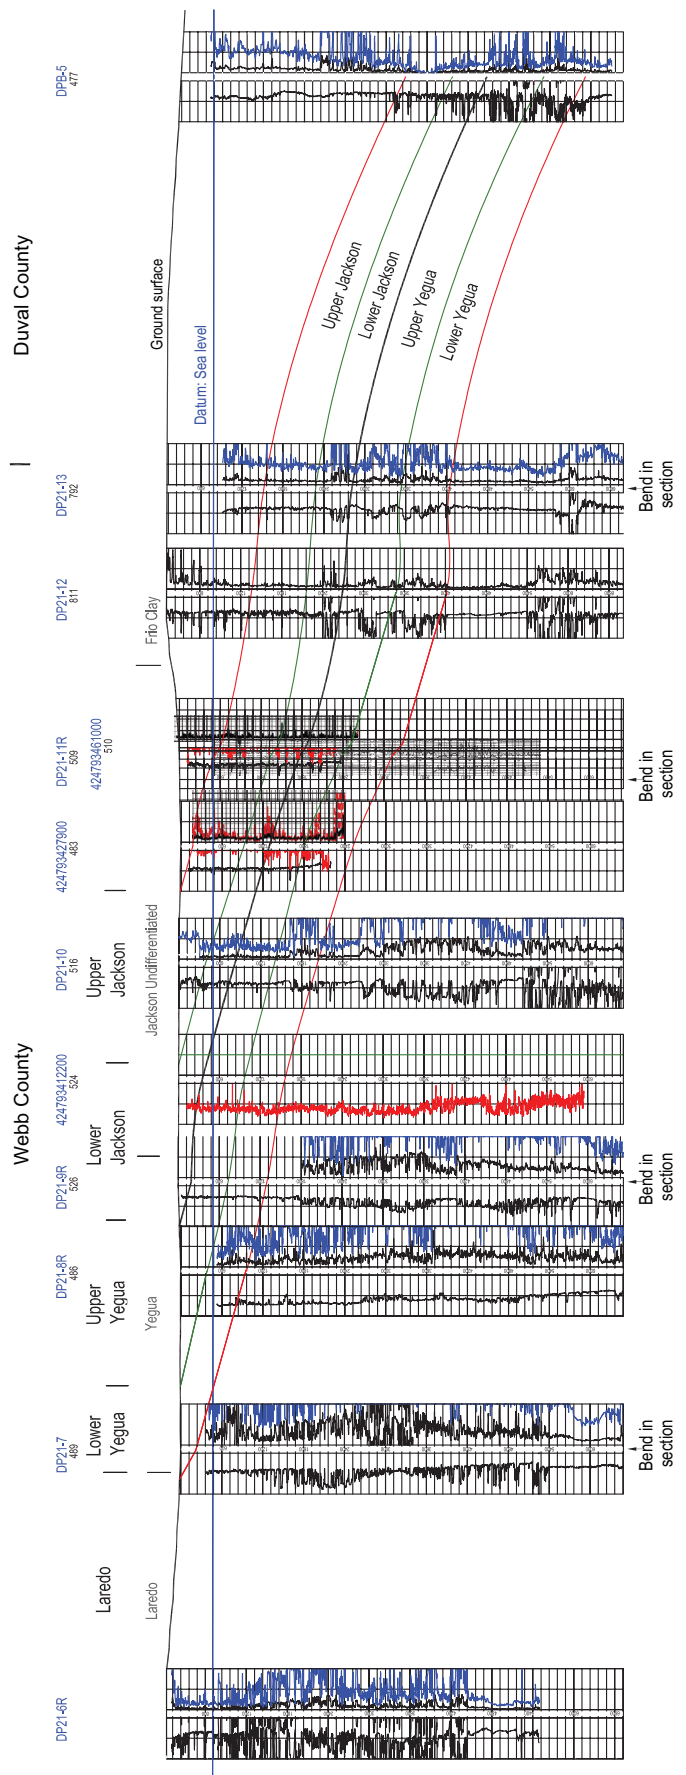 Webb County
Duval County
DP21-6R
DP21-7
489
DP21-8R
486
DP21-9R
526
424793412200
524
DP21-10
516
424793427900
483
DP21-11R
509
424793461000
510
DP21-12
811
DP21-13
792
DPB-5
477
Laredo
Lower
Yegua
Upper
Yegua
Lower
Jackson
Upper
Jackson
Laredo
Yegua
Jackson Undifferentiated
Frio Clay
Ground surface
Datum: Sea level
Upper Jackson
Lower Jackson
Upper Yegua
Lower Yegua
Bend in
section
Bend in
section
Bend in
section
Bend in
section